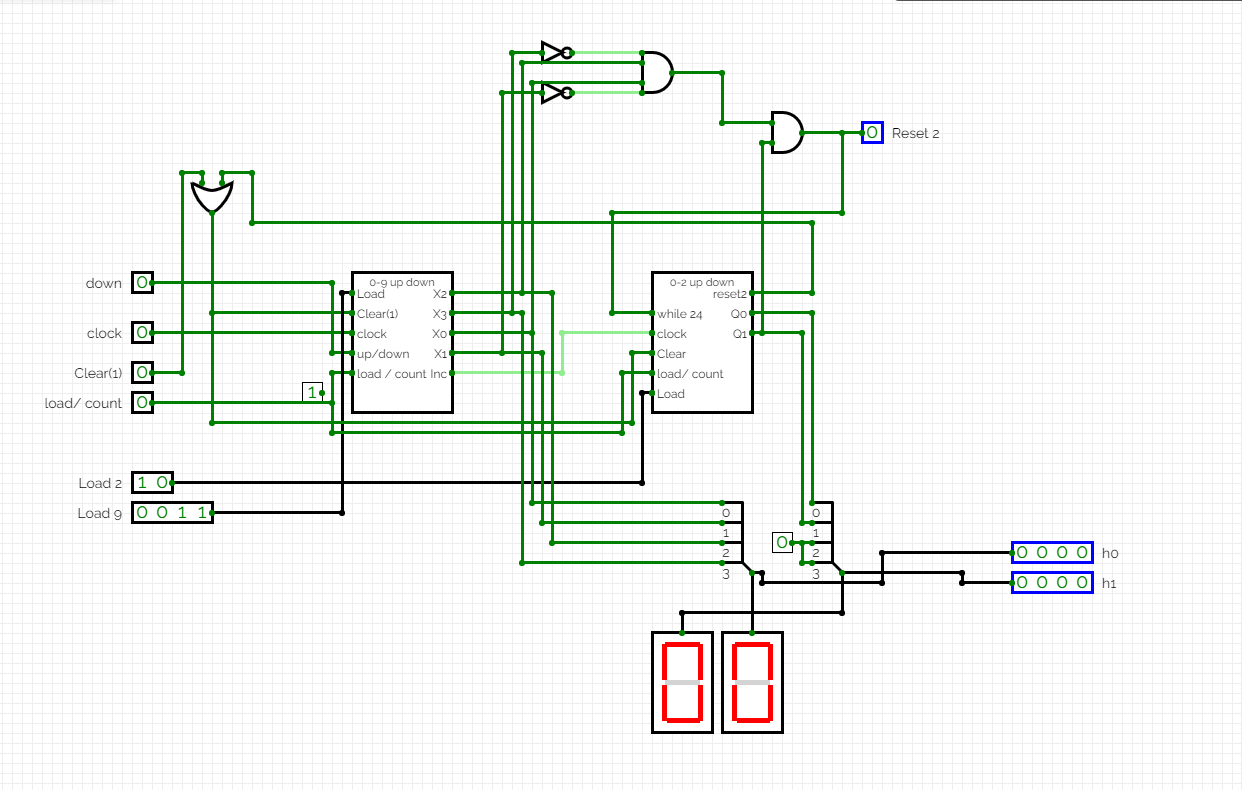 0 Reset 2
0-9 up down
0-2 up down
down 0
Load X2
reset2
Clear(1) X3
while 24 Q0
clock 0
clock X0
clock Q1
up/down X1
Clear
Clear(1) 0
load / count Inc
load/ count
1
Load
load/ count 0
Load 2 1 0
Load 9 0 0 1 1
0 0
1 1
0
2 2
3 3
0 0 0 0 h0
0 0 0 0 h1
0 0